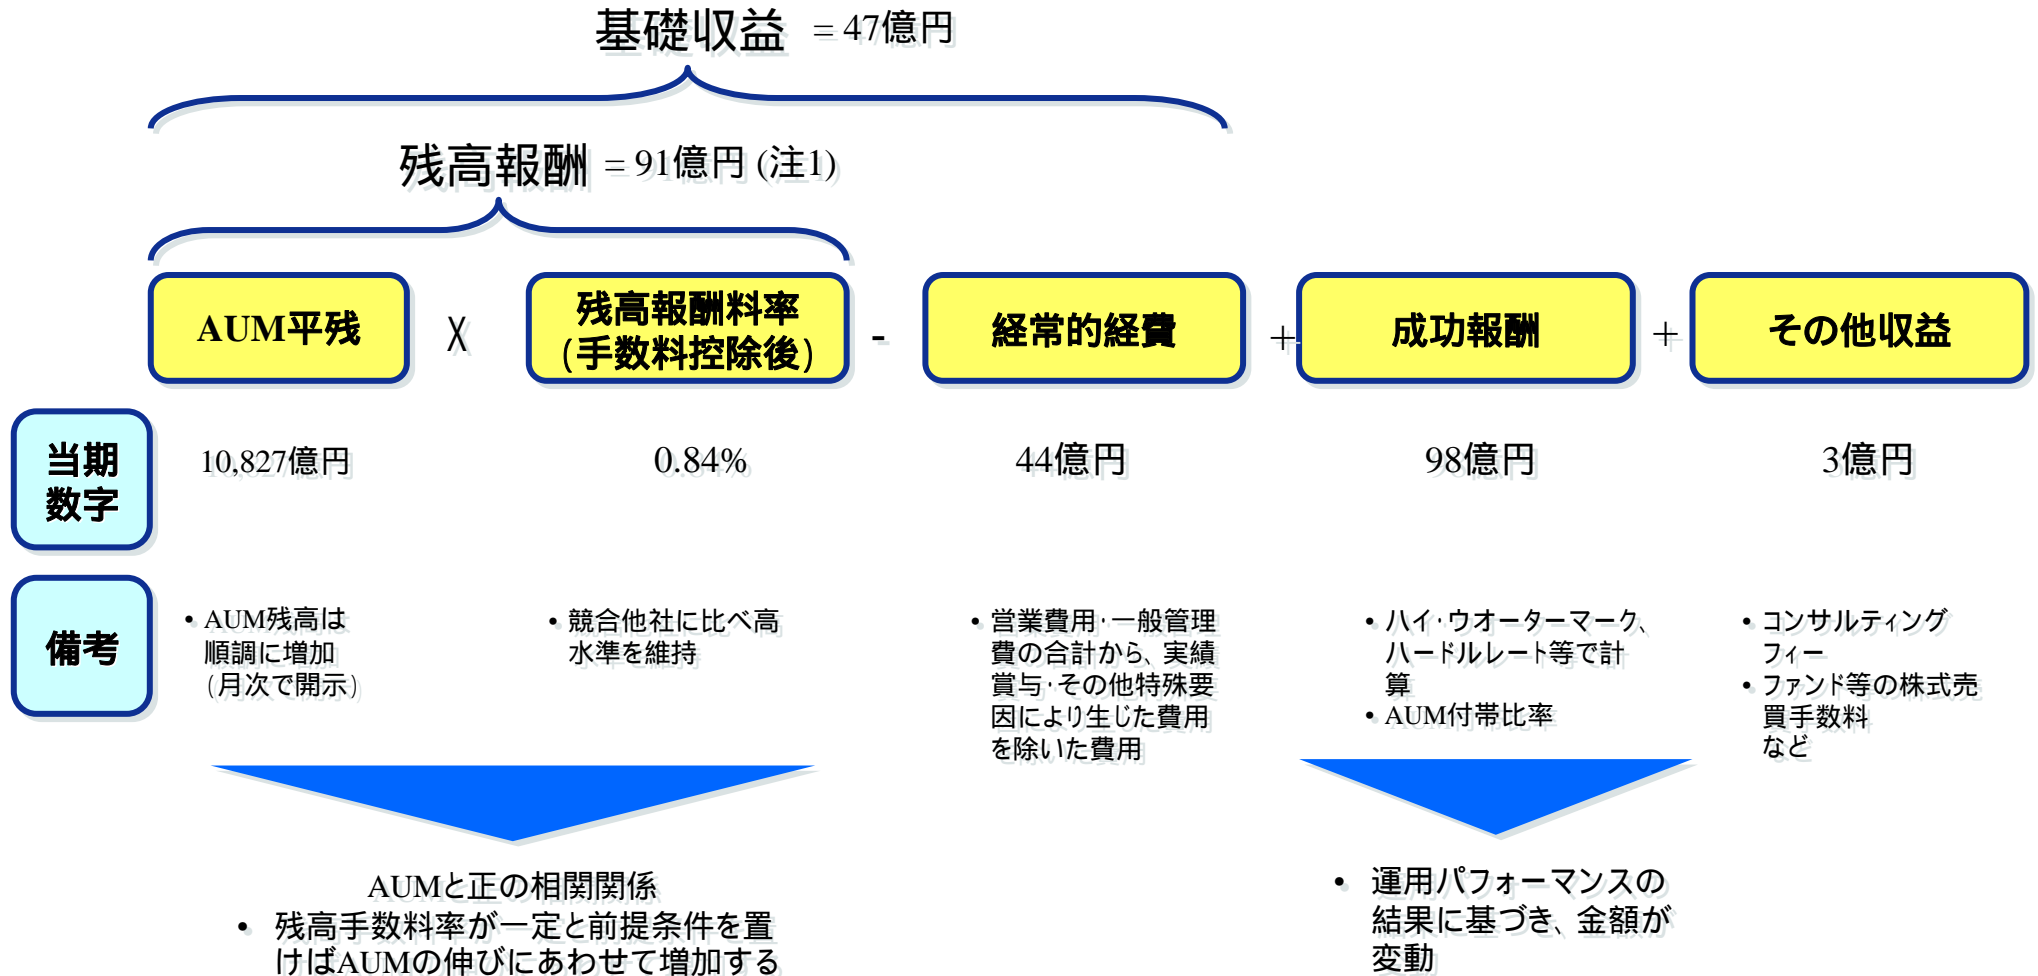 基礎収益 = 47億円
残高報酬 = 91億円 (注1)
AUM平残
X
残高報酬料率
(手数料控除後)
-
経常的経費
+
成功報酬
+
その他収益
当期
数字
10,827億円
0.84%
44億円
98億円
3億円
備考
• AUM残高は
順調に増加
(月次で開示)
• 競合他社に比べ高
水準を維持
• 営業費用・一般管理
費の合計から、実績
賞与・その他特殊要
因により生じた費用
を除いた費用
• ハイ・ウオーターマーク、
ハードルレート等で計
算
• AUM付帯比率
• コンサルティング
フィー
• ファンド等の株式売
買手数料
など
AUMと正の相関関係
• 残高手数料率が一定と前提条件を置
けばAUMの伸びにあわせて増加する
• 運用パフォーマンスの
結果に基づき、金額が
変動